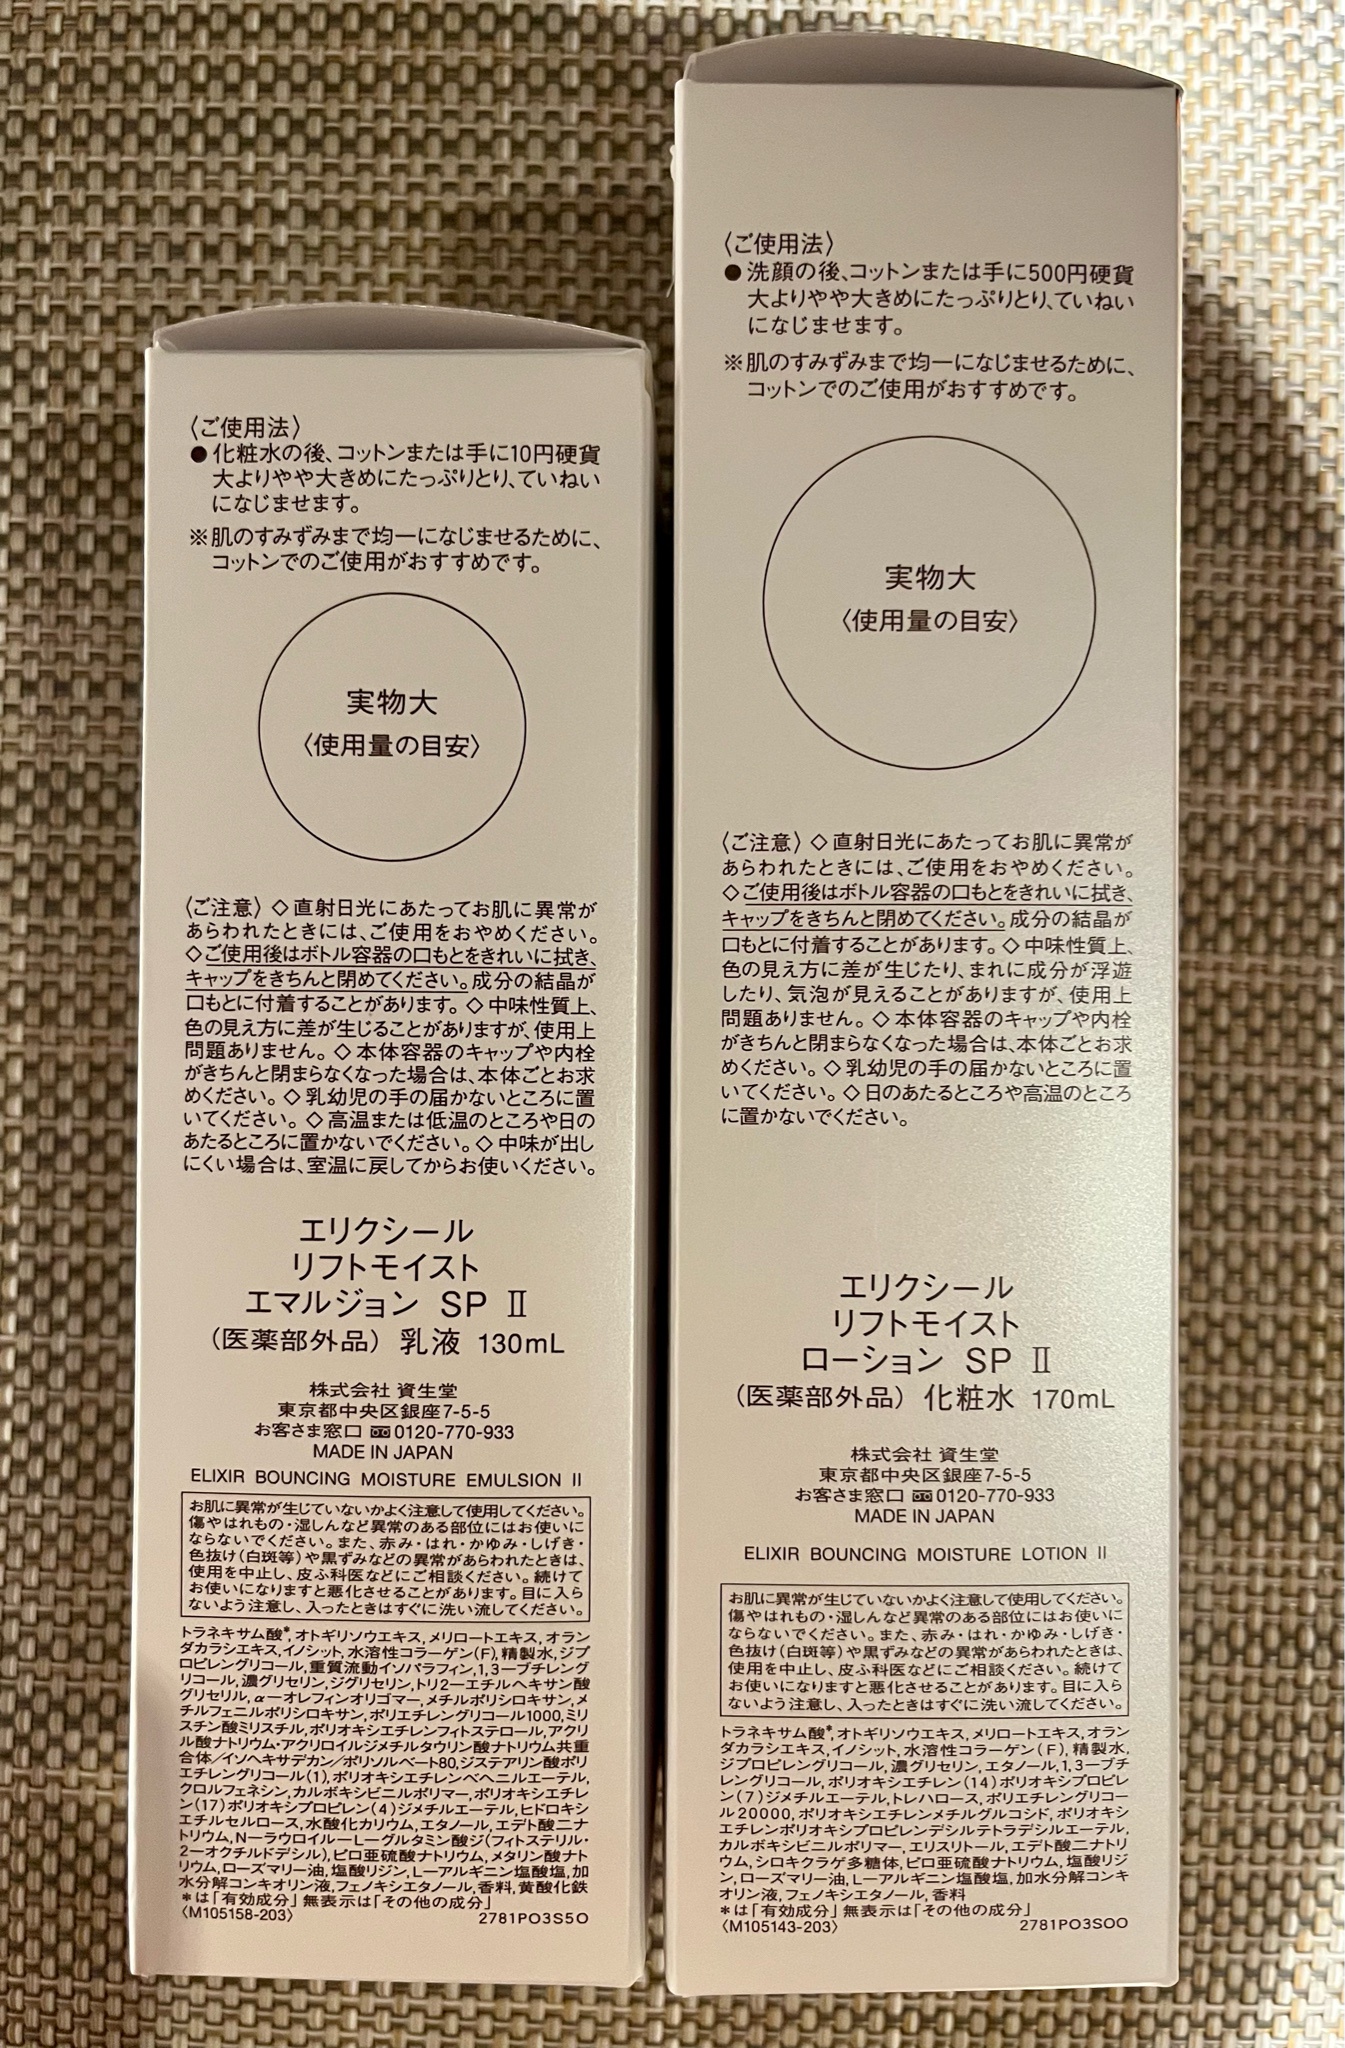 〈ご使用法〉
● 化粧水の後、コットンまたは手に10円硬貨
大よりやや大きめにたっぷりとり、ていねい
になじませます。
※肌のすみずみまで均一になじませるために、
コットンでのご使用がおすすめです。
実物大
〈使用量の目安〉
〈ご注意〉◇直射日光にあたってお肌に異常が
あらわれたときには、ご使用をおやめください。
◇ご使用後はボトル容器の口もとをきれいに拭き、
キャップをきちんと閉めてください。成分の結晶が
口もとに付着することがあります。◇中味性質上、
色の見え方に差が生じることがありますが、使用上
問題ありません。◇本体容器のキャップや内栓
がきちんと閉まらなくなった場合は、本体ごとお求
めください。◇乳幼児の手の届かないところに置
いてください。◇高温または低温のところや日の
あたるところに置かないでください。◇中味が出し
にくい場合は、室温に戻してからお使いください。
エリクシール
リフトモイスト
エマルジョン SP Ⅱ
（医薬部外品）乳液 130mL
株式会社 資生堂
東京都中央区銀座7-5-5
お客さま窓口 0120-770-933
MADE IN JAPAN
ELIXIR BOUNCING MOISTURE EMULSION II
お肌に異常が生じていないかよく注意して使用してください。
傷やはれもの・湿しんなど異常のある部位にはお使いに
ならないでください。また、赤み・はれ・かゆみ・しげき・
色抜け(白斑等)や黒ずみなどの異常があらわれたときは、
使用を中止し、皮ふ科医などにご相談ください。続けて
お使いになりますと悪化させることがあります。目に入ら
ないよう注意し、入ったときはすぐに洗い流してください。
トラネキサム酸*,オトギリソウエキス,メリロートエキス,オラン
ダカラシエキス,イノシット,水溶性コラーゲン(F),精製水,ジプ
ロピレングリコール,重質流動イソパラフィン,1,3ーブチレング
リコール,濃グリセリン,ジグリセリン,トリ2ーエチルヘキサン酸
グリセリル,αーオレフィンオリゴマー,メチルポリシロキサン,メ
チルフェニルポリシロキサン,ポリエチレングリコール1000,ミリ
スチン酸ミリスチル,ポリオキシエチレンフィトステロール,アクリ
ル酸ナトリウム・アクリロイルジメチルタウリン酸ナトリウム共重
合体／イソヘキサデカン／ポリソルベート80,ジステアリン酸ポリ
エチレングリコール(1),ポリオキシエチレンベヘニルエーテル,
クロルフェネシン,カルボキシビニルポリマー,ポリオキシエチレ
ン(17)ポリオキシプロピレン(4)ジメチルエーテル,ヒドロキシ
エチルセルロース,水酸化カリウム,エタノール,エデト酸二ナ
トリウム,NーラウロイルーLーグルタミン酸ジ(フィトステリル・
2ーオクチルドデシル),ピロ亜硫酸ナトリウム,メタリン酸ナト
リウム,ローズマリー油,塩酸リジン,Lーアルギニン塩酸塩,加
水分解コンキオリン液,フェノキシエタノール,香料,黄酸化鉄
*は「有効成分」無表示は「その他の成分」
〈M105158-203〉 2781PO3S5O
〈ご使用法〉
● 洗顔の後、コットンまたは手に500円硬貨
大よりやや大きめにたっぷりとり、ていねい
になじませます。
※肌のすみずみまで均一になじませるために、
コットンでのご使用がおすすめです。
実物大
〈使用量の目安〉
〈ご注意〉◇直射日光にあたってお肌に異常が
あらわれたときには、ご使用をおやめください。
◇ご使用後はボトル容器の口もとをきれいに拭き、
キャップをきちんと閉めてください。成分の結晶が
口もとに付着することがあります。◇中味性質上、
色の見え方に差が生じたり、まれに成分が浮遊
したり、気泡が見えることがありますが、使用上
問題ありません。◇本体容器のキャップや内栓
がきちんと閉まらなくなった場合は、本体ごとお求
めください。◇乳幼児の手の届かないところに置
いてください。◇日のあたるところや高温のところ
に置かないでください。
エリクシール
リフトモイスト
ローション SP Ⅱ
（医薬部外品）化粧水 170mL
株式会社 資生堂
東京都中央区銀座7-5-5
お客さま窓口 0120-770-933
MADE IN JAPAN
ELIXIR BOUNCING MOISTURE LOTION II
お肌に異常が生じていないかよく注意して使用してください。
傷やはれもの・湿しんなど異常のある部位にはお使いに
ならないでください。また、赤み・はれ・かゆみ・しげき・
色抜け(白斑等)や黒ずみなどの異常があらわれたときは、
使用を中止し、皮ふ科医などにご相談ください。続けて
お使いになりますと悪化させることがあります。目に入ら
ないよう注意し、入ったときはすぐに洗い流してください。
トラネキサム酸*,オトギリソウエキス,メリロートエキス,オラン
ダカラシエキス,イノシット,水溶性コラーゲン(F),精製水,
ジプロピレングリコール,濃グリセリン,エタノール,1,3ーブチ
レングリコール,ポリオキシエチレン(14)ポリオキシプロピレ
ン(7)ジメチルエーテル,トレハロース,ポリエチレングリコー
ル20000,ポリオキシエチレンメチルグルコシド,ポリオキシ
エチレンポリオキシプロピレンデシルテトラデシルエーテル,
カルボキシビニルポリマー,エリスリトール,エデト酸二ナトリ
ウム,シロキクラゲ多糖体,ピロ亜硫酸ナトリウム,塩酸リジ
ン,ローズマリー油,Lーアルギニン塩酸塩,加水分解コンキ
オリン液,フェノキシエタノール,香料
*は「有効成分」無表示は「その他の成分」
〈M105143-203〉 2781PO3SOO